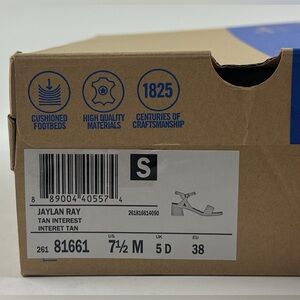 1825
CUSHIONED FOOTBEDS
HIGH QUALITY MATERIALS
CENTURIES OF CRAFTSMANSHIP
S
8 89004 40557 4
JAYLAN RAY
261816614050
TAN INTEREST
INTERET TAN
US UK EU
261 81661 7½ M 5 D 38